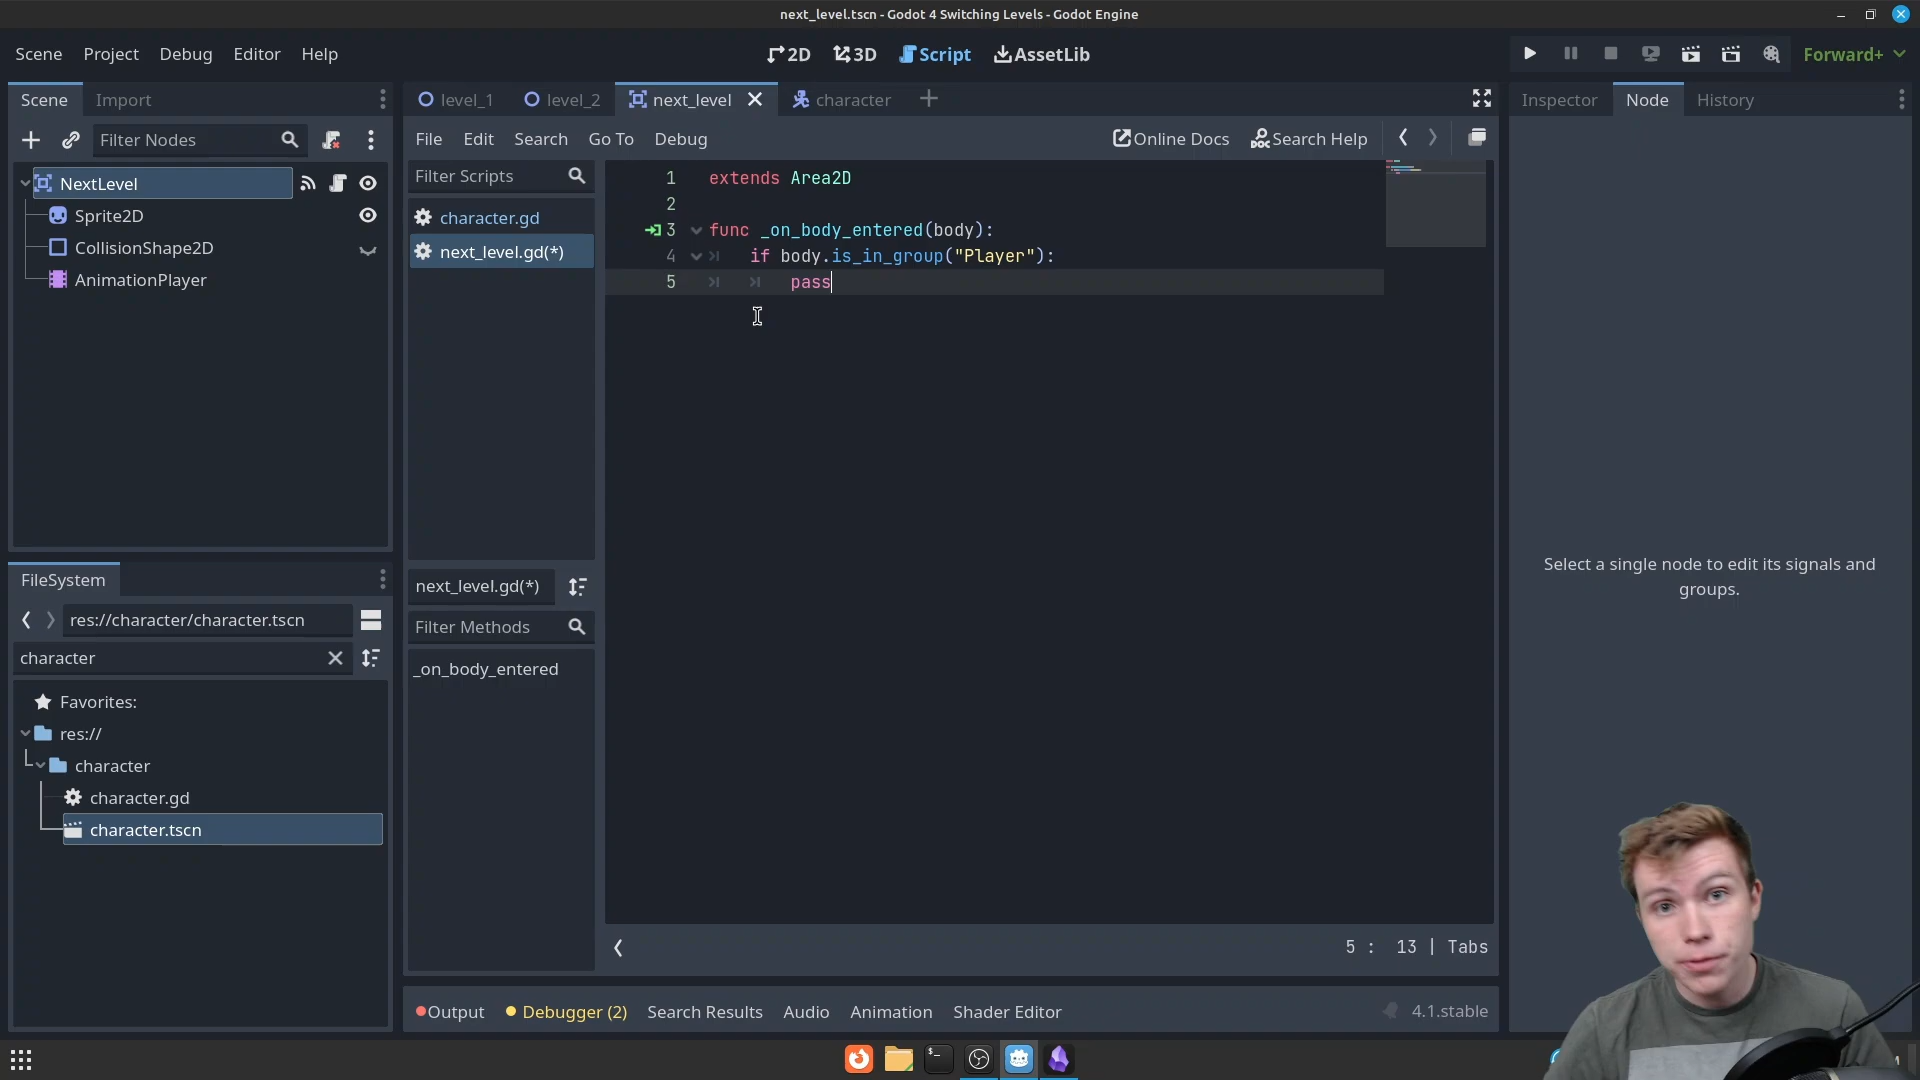 next_level.tscn - Godot 4 Switching Levels - Godot Engine
Scene Project Debug Editor Help
2D 3D Script AssetLib
Forward+
Scene Import
level_1 level_2 next_level character
Inspector Node History
Filter Nodes
File Edit Search Go To Debug
Online Docs Search Help
NextLevel
Sprite2D
CollisionShape2D
AnimationPlayer
Filter Scripts
character.gd
next_level.gd(*)
1 extends Area2D
2
3 func _on_body_entered(body):
4 if body.is_in_group("Player"):
5 pass
next_level.gd(*)
Filter Methods
_on_body_entered
Select a single node to edit its signals and
groups.
FileSystem
res://character/character.tscn
character
Favorites:
res://
character
character.gd
character.tscn
5 : 13 | Tabs
Output Debugger (2) Search Results Audio Animation Shader Editor
4.1.stable